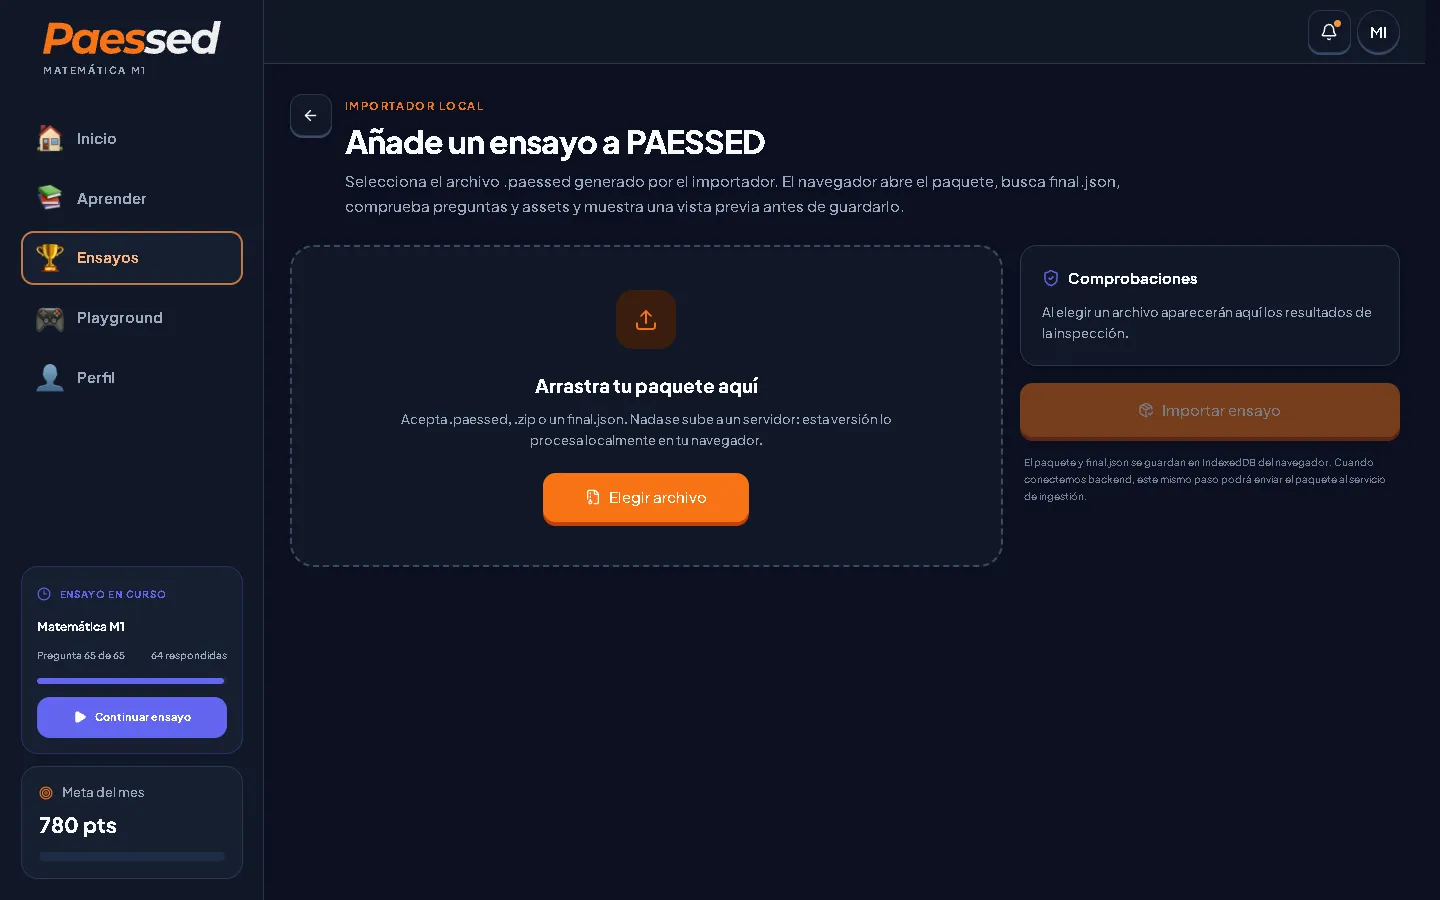 Paessed
MATEMÁTICA M1
Inicio
Aprender
Ensayos
Playground
Perfil
ENSAYO EN CURSO
Matemática M1
Pregunta 65 de 65
64 respondidas
Continuar ensayo
Meta del mes
780 pts
MI
IMPORTADOR LOCAL
Añade un ensayo a PAESSED
Selecciona el archivo .paessed generado por el importador. El navegador abre el paquete, busca final.json,
comprueba preguntas y assets y muestra una vista previa antes de guardarlo.
Arrastra tu paquete aquí
Acepta .paessed, .zip o un final.json. Nada se sube a un servidor: esta versión lo
procesa localmente en tu navegador.
Elegir archivo
Comprobaciones
Al elegir un archivo aparecerán aquí los resultados de
la inspección.
Importar ensayo
El paquete y final.json se guardan en IndexedDB del navegador. Cuando
conectemos backend, este mismo paso podrá enviar el paquete al servicio
de ingestión.